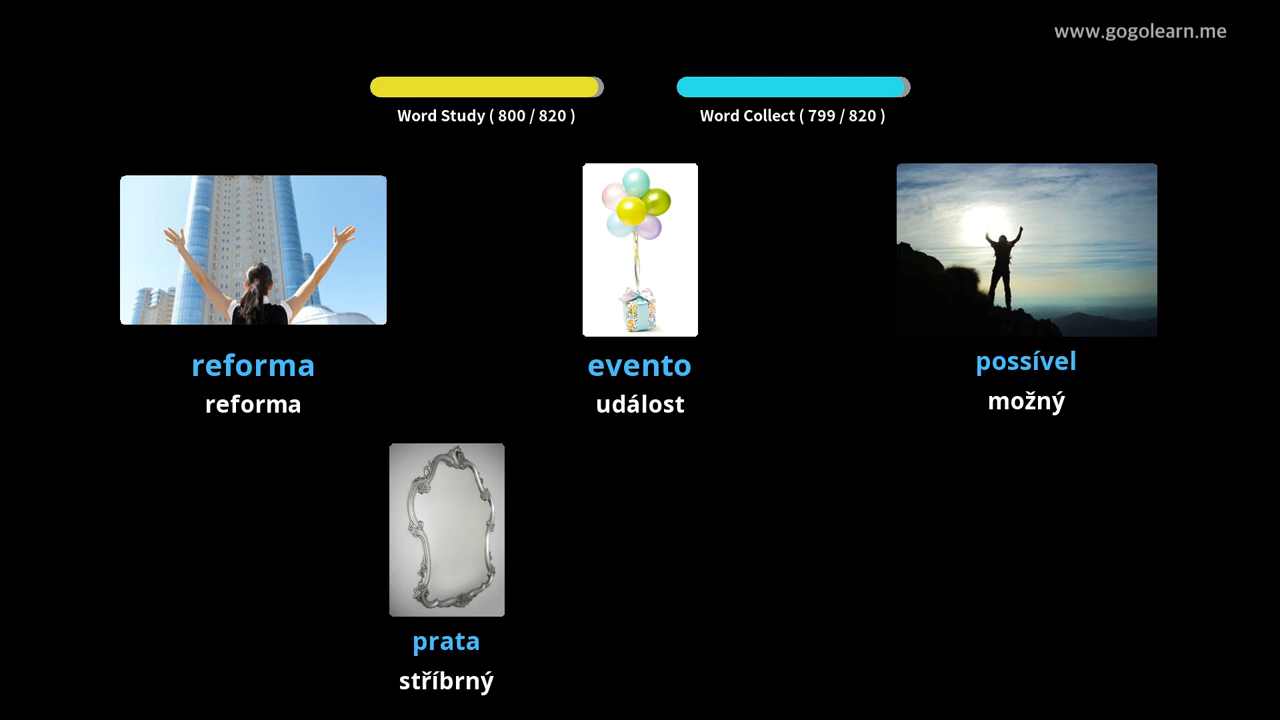 www.gogolearn.me
Word Study ( 800 / 820 )
Word Collect ( 799 / 820 )
reforma
reforma
evento
událost
possível
možný
prata
stříbrný